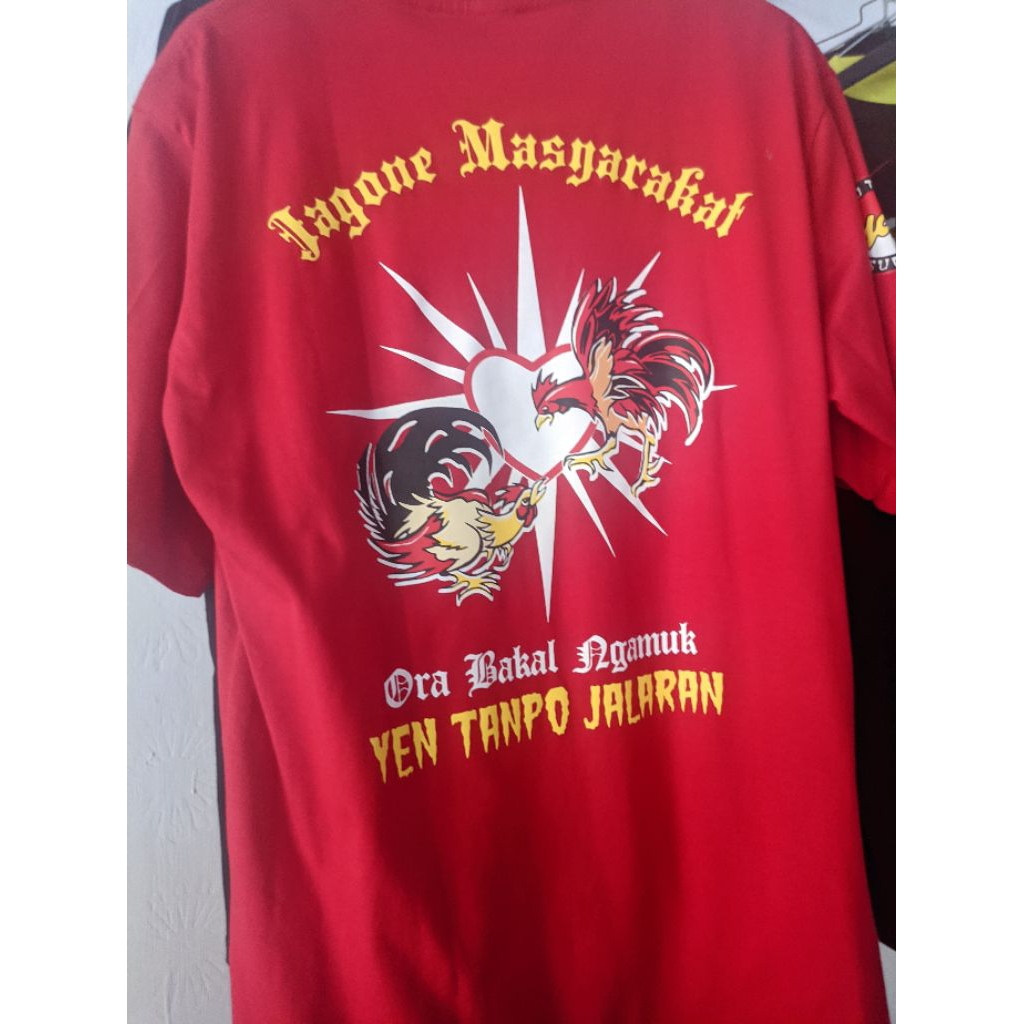 Jagone Masyarakat
Ora Bakal Ngamuk
YEN TANPO JALARAN